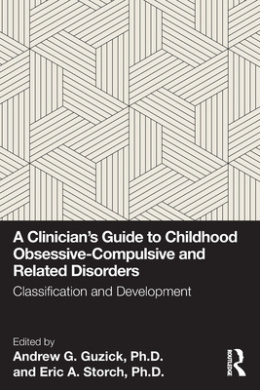 A Clinician's Guide to Childhood
Obsessive-Compulsive and
Related Disorders
Classification and Development
Edited by
Andrew G. Guzick, Ph.D.
and Eric A. Storch, Ph.D.
ROUTLEDGE